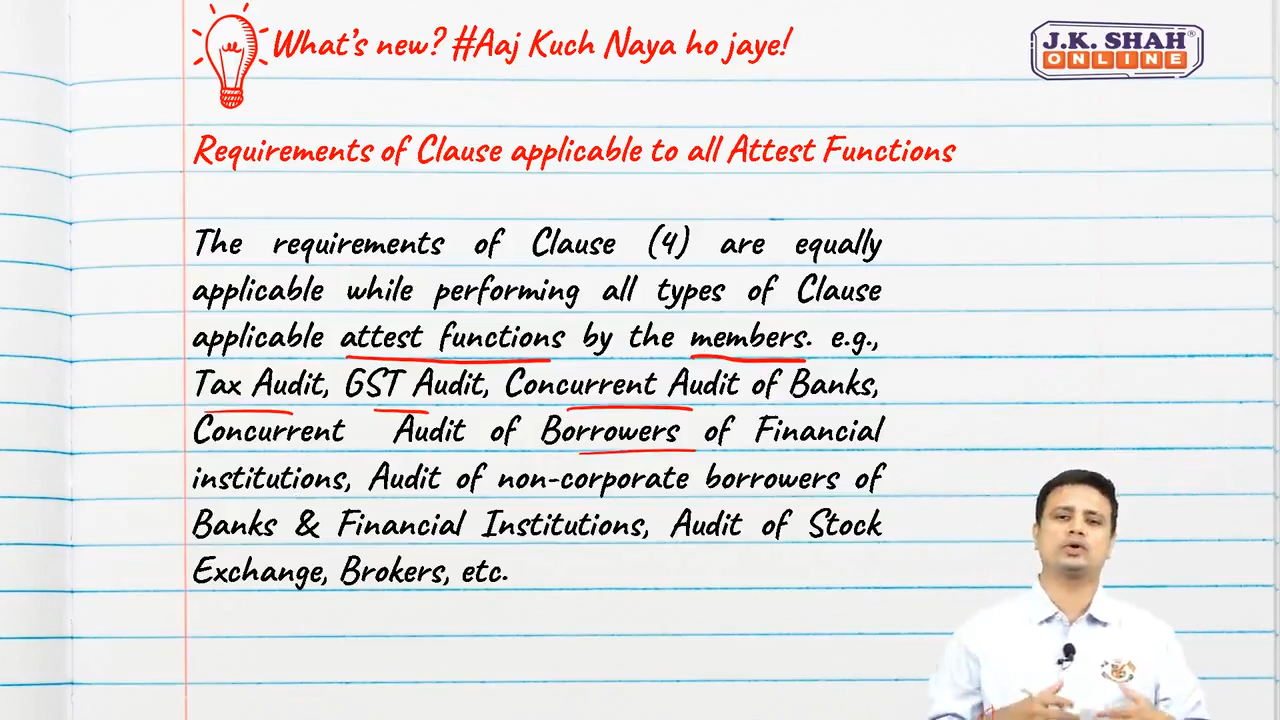 What's new? #Aaj Kuch Naya ho jaye!
J.K. SHAH®
ONLINE
Requirements of Clause applicable to all Attest Functions
The requirements of Clause (4) are equally
applicable while performing all types of Clause
applicable attest functions by the members. e.g.,
Tax Audit, GST Audit, Concurrent Audit of Banks,
Concurrent Audit of Borrowers of Financial
institutions, Audit of non-corporate borrowers of
Banks & Financial Institutions, Audit of Stock
Exchange, Brokers, etc.